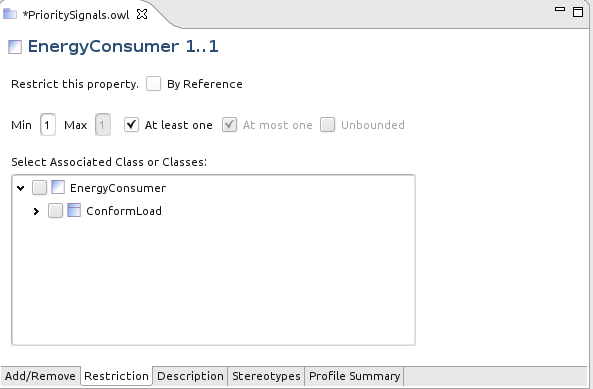 *PrioritySignals.owl
EnergyConsumer 1..1
Restrict this property. By Reference
Min 1 Max 1 At least one At most one Unbounded
Select Associated Class or Classes:
EnergyConsumer
ConformLoad
Add/Remove Restriction Description Stereotypes Profile Summary